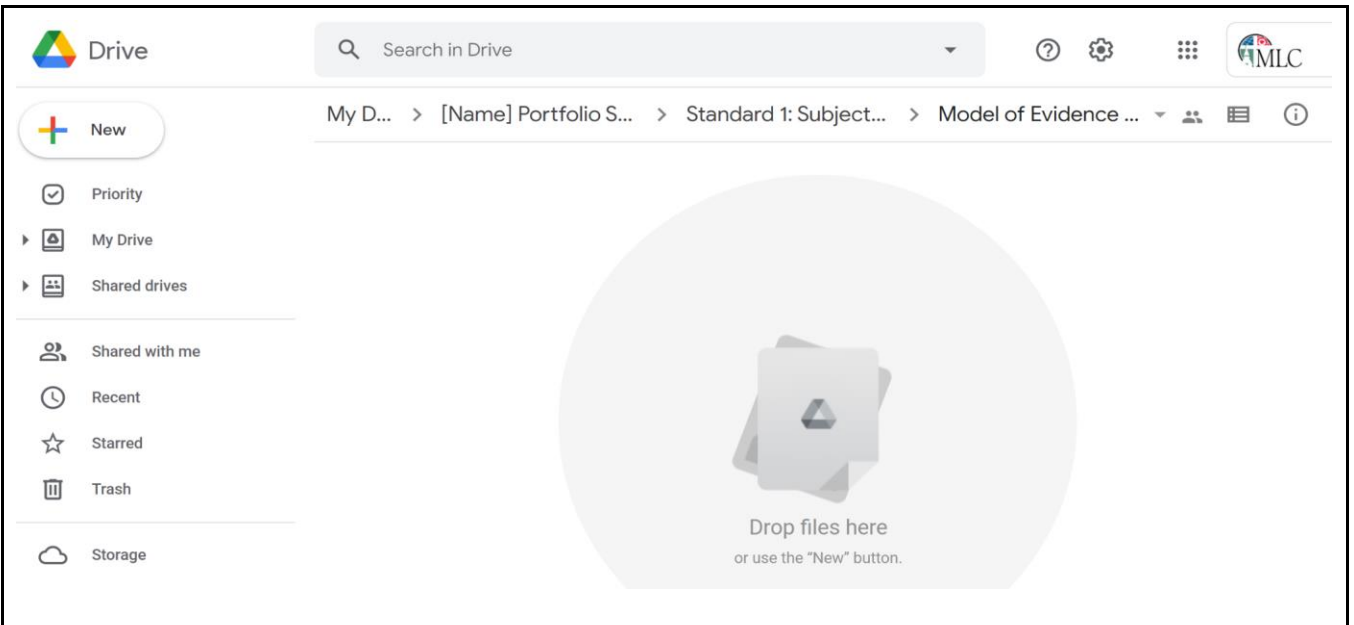 Drive
Search in Drive
MLC
New
My D... > [Name] Portfolio S... > Standard 1: Subject... > Model of Evidence ...
Priority
My Drive
Shared drives
Shared with me
Recent
Starred
Trash
Storage
Drop files here
or use the “New” button.